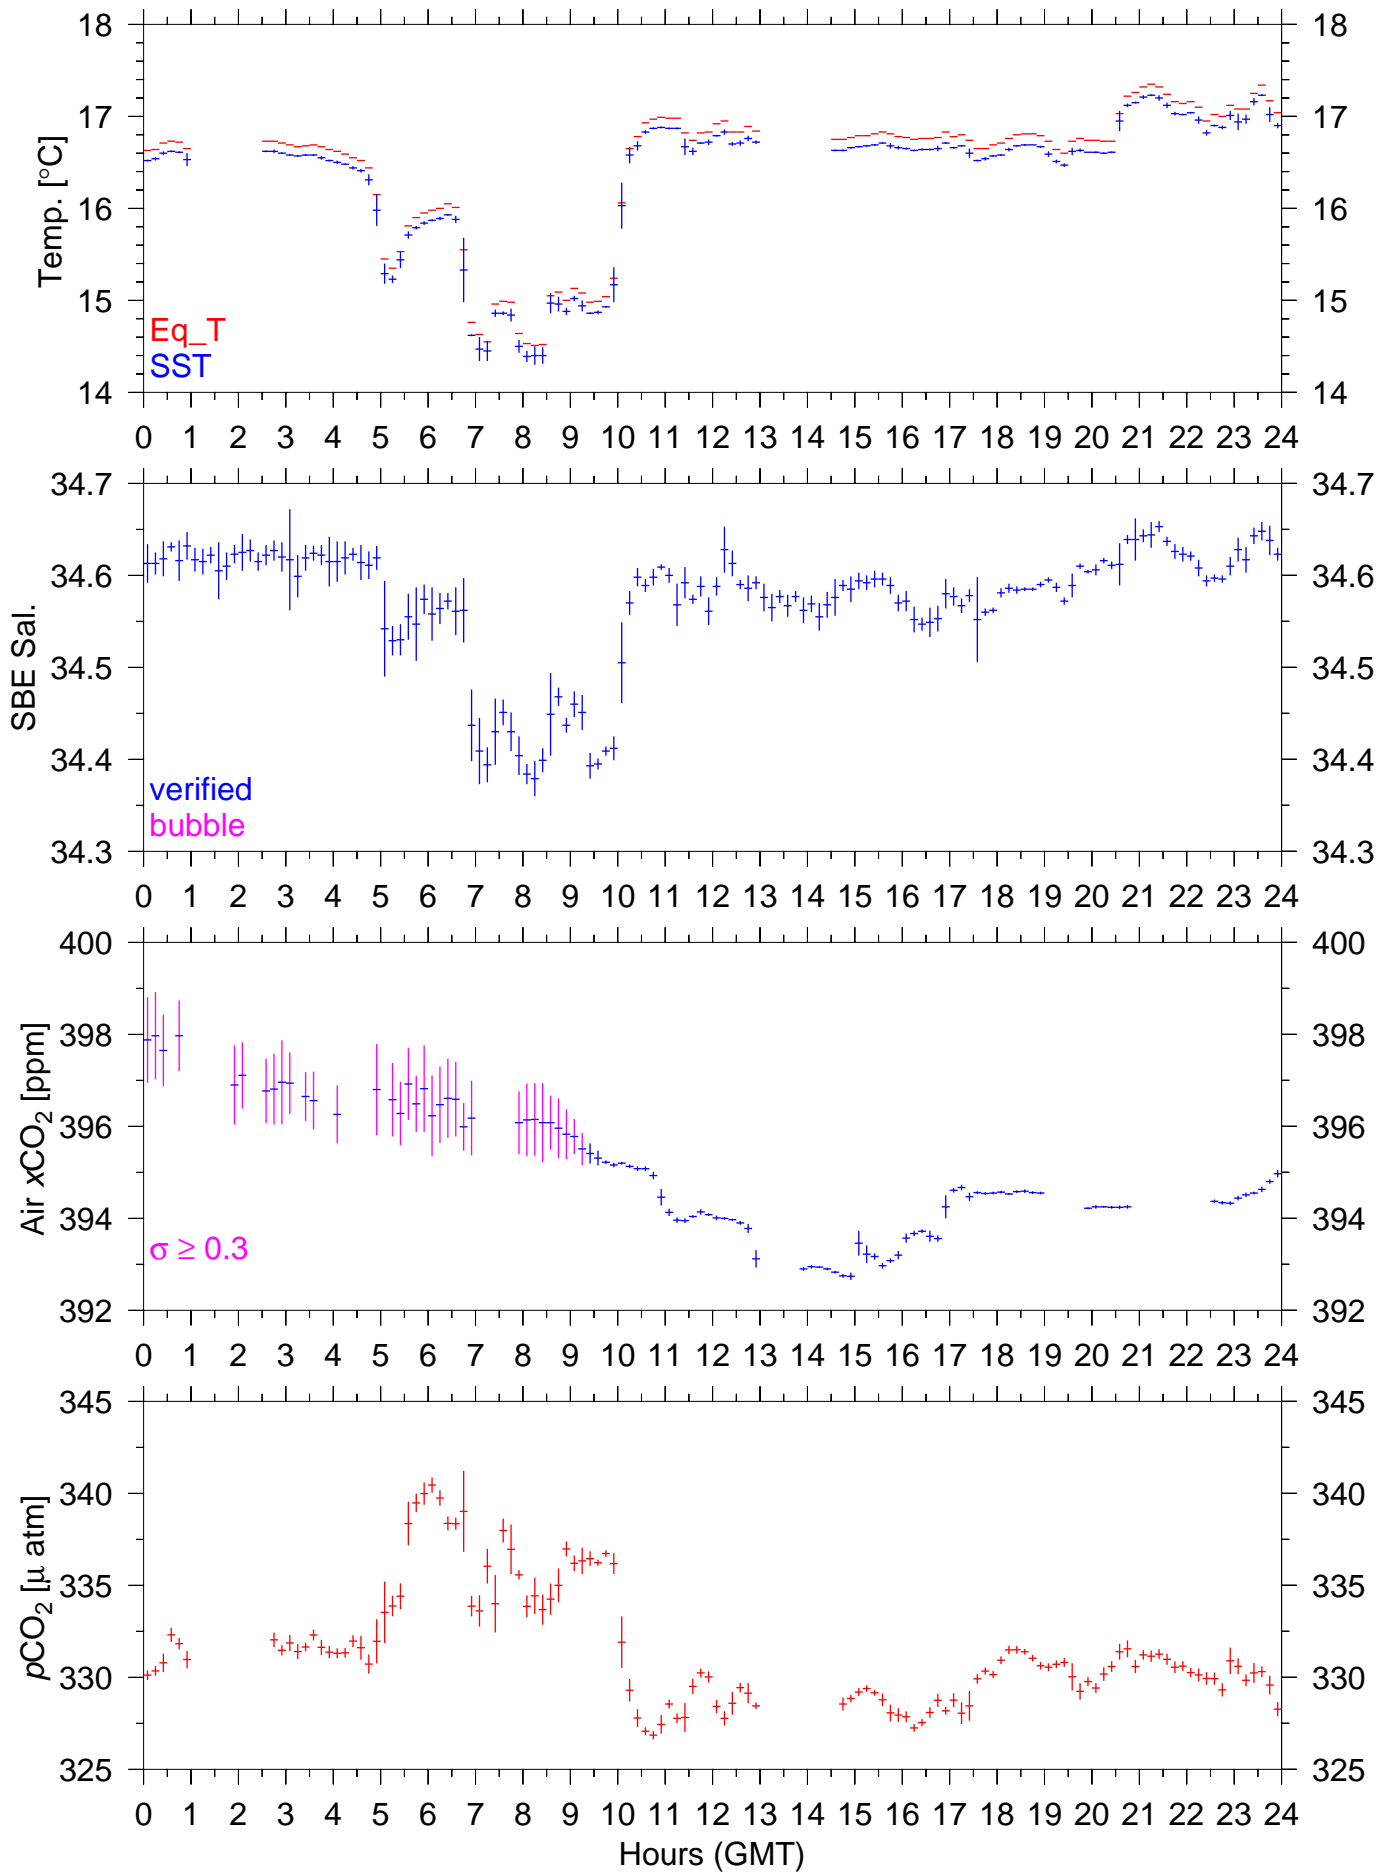 18 18
17 17
16 16
15 15
14 14
Temp. [°C]
Eq_T
SST
0 1 2 3 4 5 6 7 8 9 10 11 12 13 14 15 16 17 18 19 20 21 22 23 24
34.7 34.7
34.6 34.6
34.5 34.5
34.4 34.4
34.3 34.3
SBE Sal.
verified
bubble
0 1 2 3 4 5 6 7 8 9 10 11 12 13 14 15 16 17 18 19 20 21 22 23 24
400 400
398 398
396 396
394 394
392 392
Air xCO₂ [ppm]
σ ≥ 0.3
0 1 2 3 4 5 6 7 8 9 10 11 12 13 14 15 16 17 18 19 20 21 22 23 24
345 345
340 340
335 335
330 330
325 325
pCO₂ [μ atm]
0 1 2 3 4 5 6 7 8 9 10 11 12 13 14 15 16 17 18 19 20 21 22 23 24
Hours (GMT)